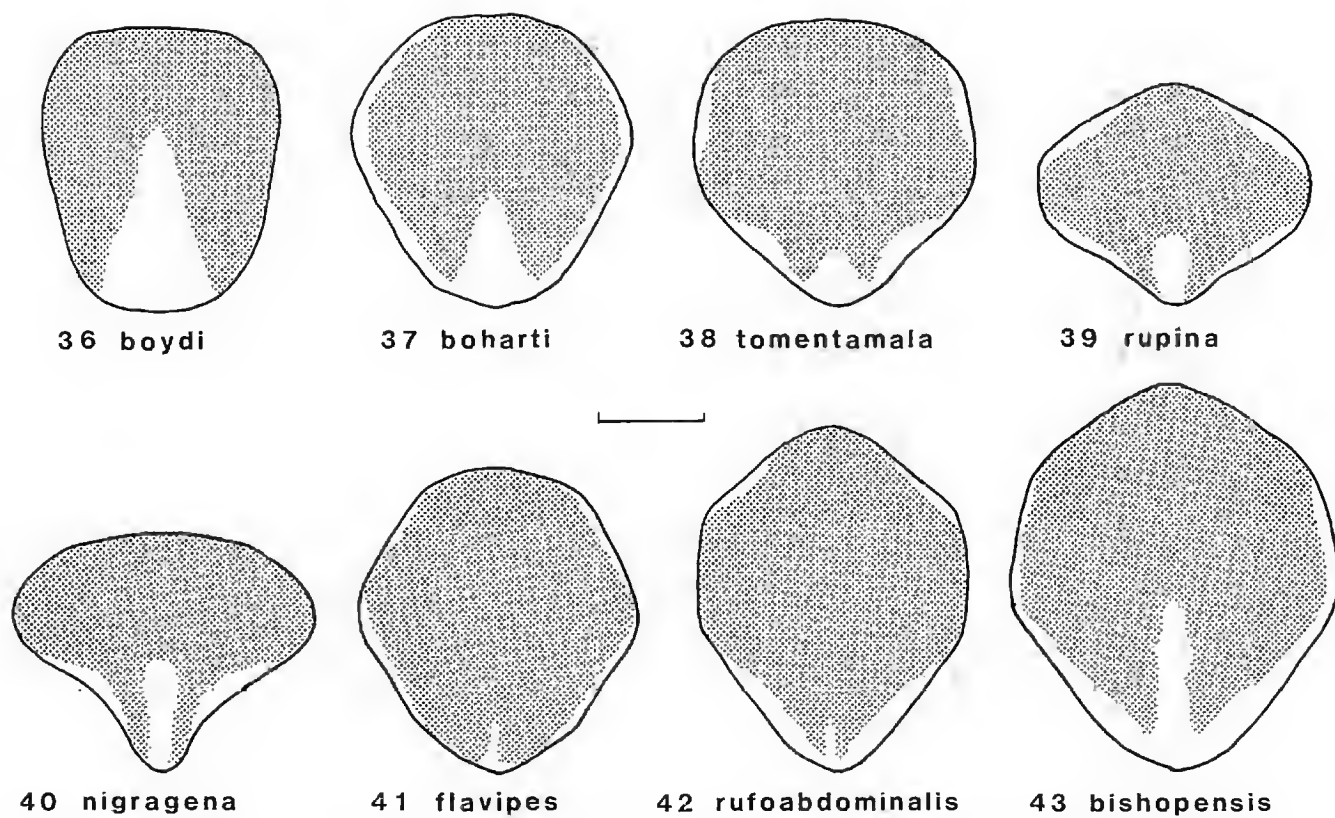 36 boydi
37 boharti
38 tomentamala
39 rupina
40 nigragena
41 flavipes
42 rufoabdominalis
43 bishopensis